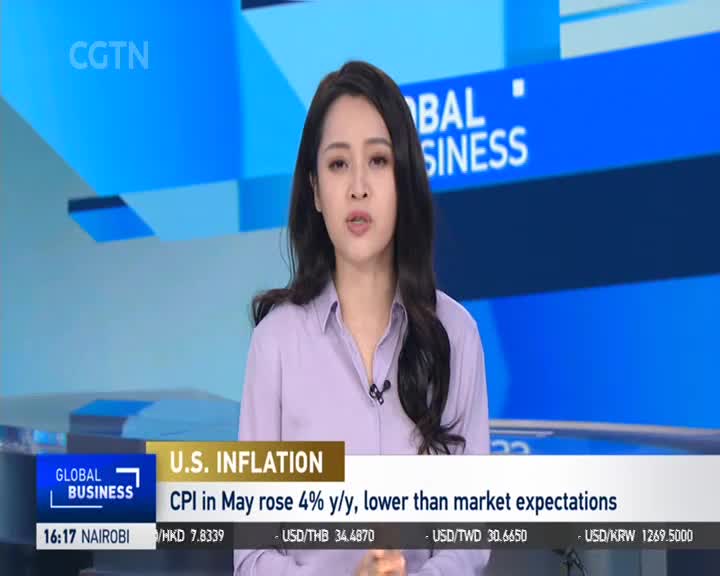 CGTN
OBAL
SINESS
U.S. INFLATION
GLOBAL
BUSINESS
CPI in May rose 4% y/y, lower than market expectations
16:17 NAIROBI
/HKD 7.8339 - USD/THB 34.4870 - USD/TWD 30.6650 - USD/KRW 1269.5000